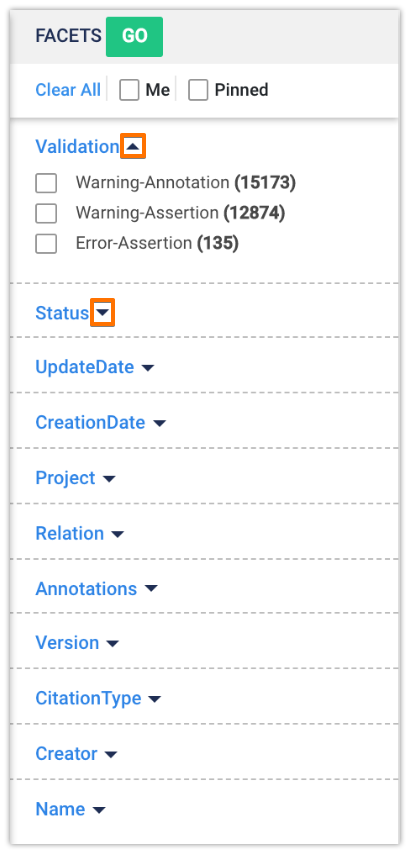 FACETS GO
Clear All Me Pinned
Validation
Warning-Annotation (15173)
Warning-Assertion (12874)
Error-Assertion (135)
Status
UpdateDate
CreationDate
Project
Relation
Annotations
Version
CitationType
Creator
Name